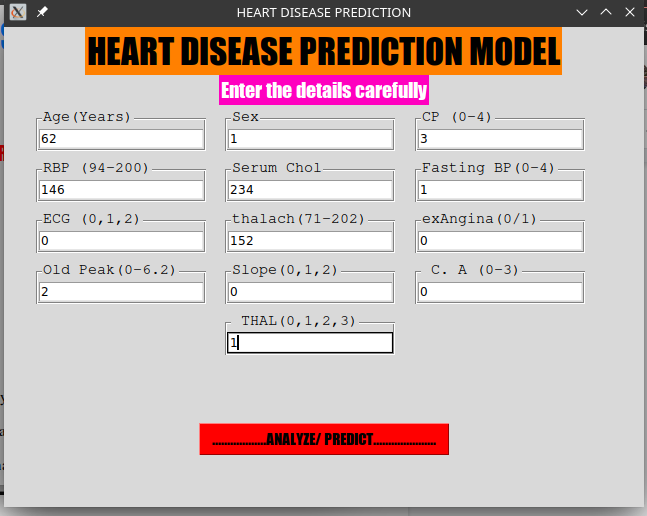 HEART DISEASE PREDICTION
HEART DISEASE PREDICTION MODEL
Enter the details carefully
Age(Years) Sex CP (0-4)
62 1 3
RBP (94-200) Serum Chol Fasting BP(0-4)
146 234 1
ECG (0,1,2) thalach(71-202) exAngina(0/1)
0 152 0
Old Peak(0-6.2) Slope(0,1,2) C. A (0-3)
2 0 0
THAL(0,1,2,3)
1
..................ANALYZE/ PREDICT.....................